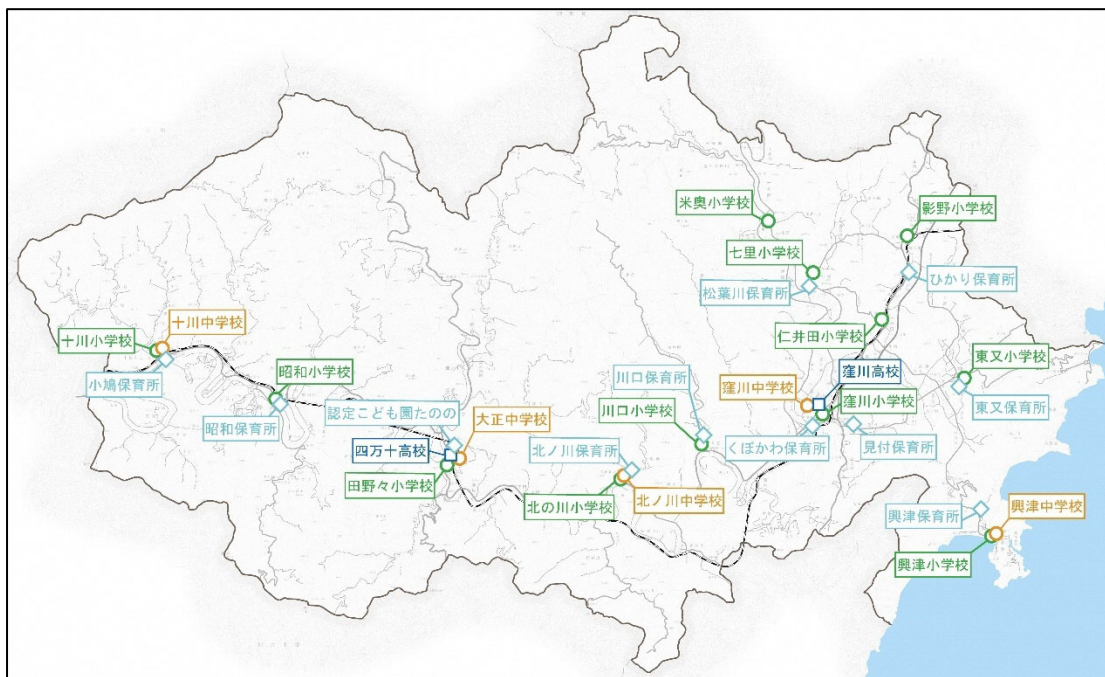 米奥小学校
影野小学校
七里小学校
松葉川保育所
ひかり保育所
十川中学校
十川小学校
仁井田小学校
東又小学校
昭和小学校
小鳩保育所
川口保育所
窪川中学校
窪川高校
東又保育所
昭和保育所
認定こども園たのの
大正中学校
川口小学校
窪川小学校
四万十高校
北ノ川保育所
くぼかわ保育所
見付保育所
田野々小学校
北の川小学校
北ノ川中学校
興津保育所
興津中学校
興津小学校